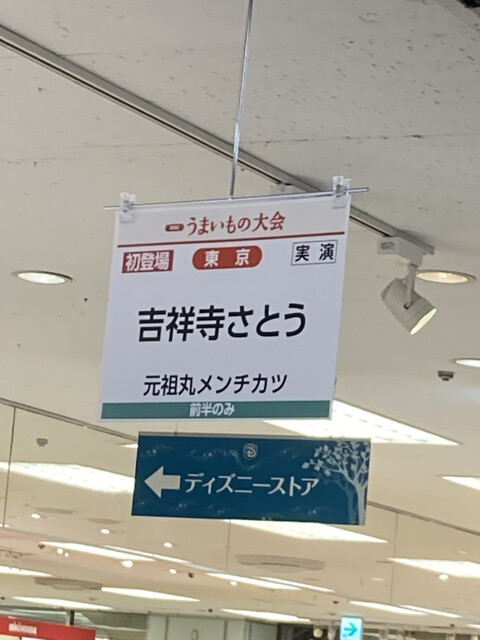 うまいもの大会
初登場 東京 実演
吉祥寺さとう
元祖丸メンチカツ
前半のみ
ディズニーストア